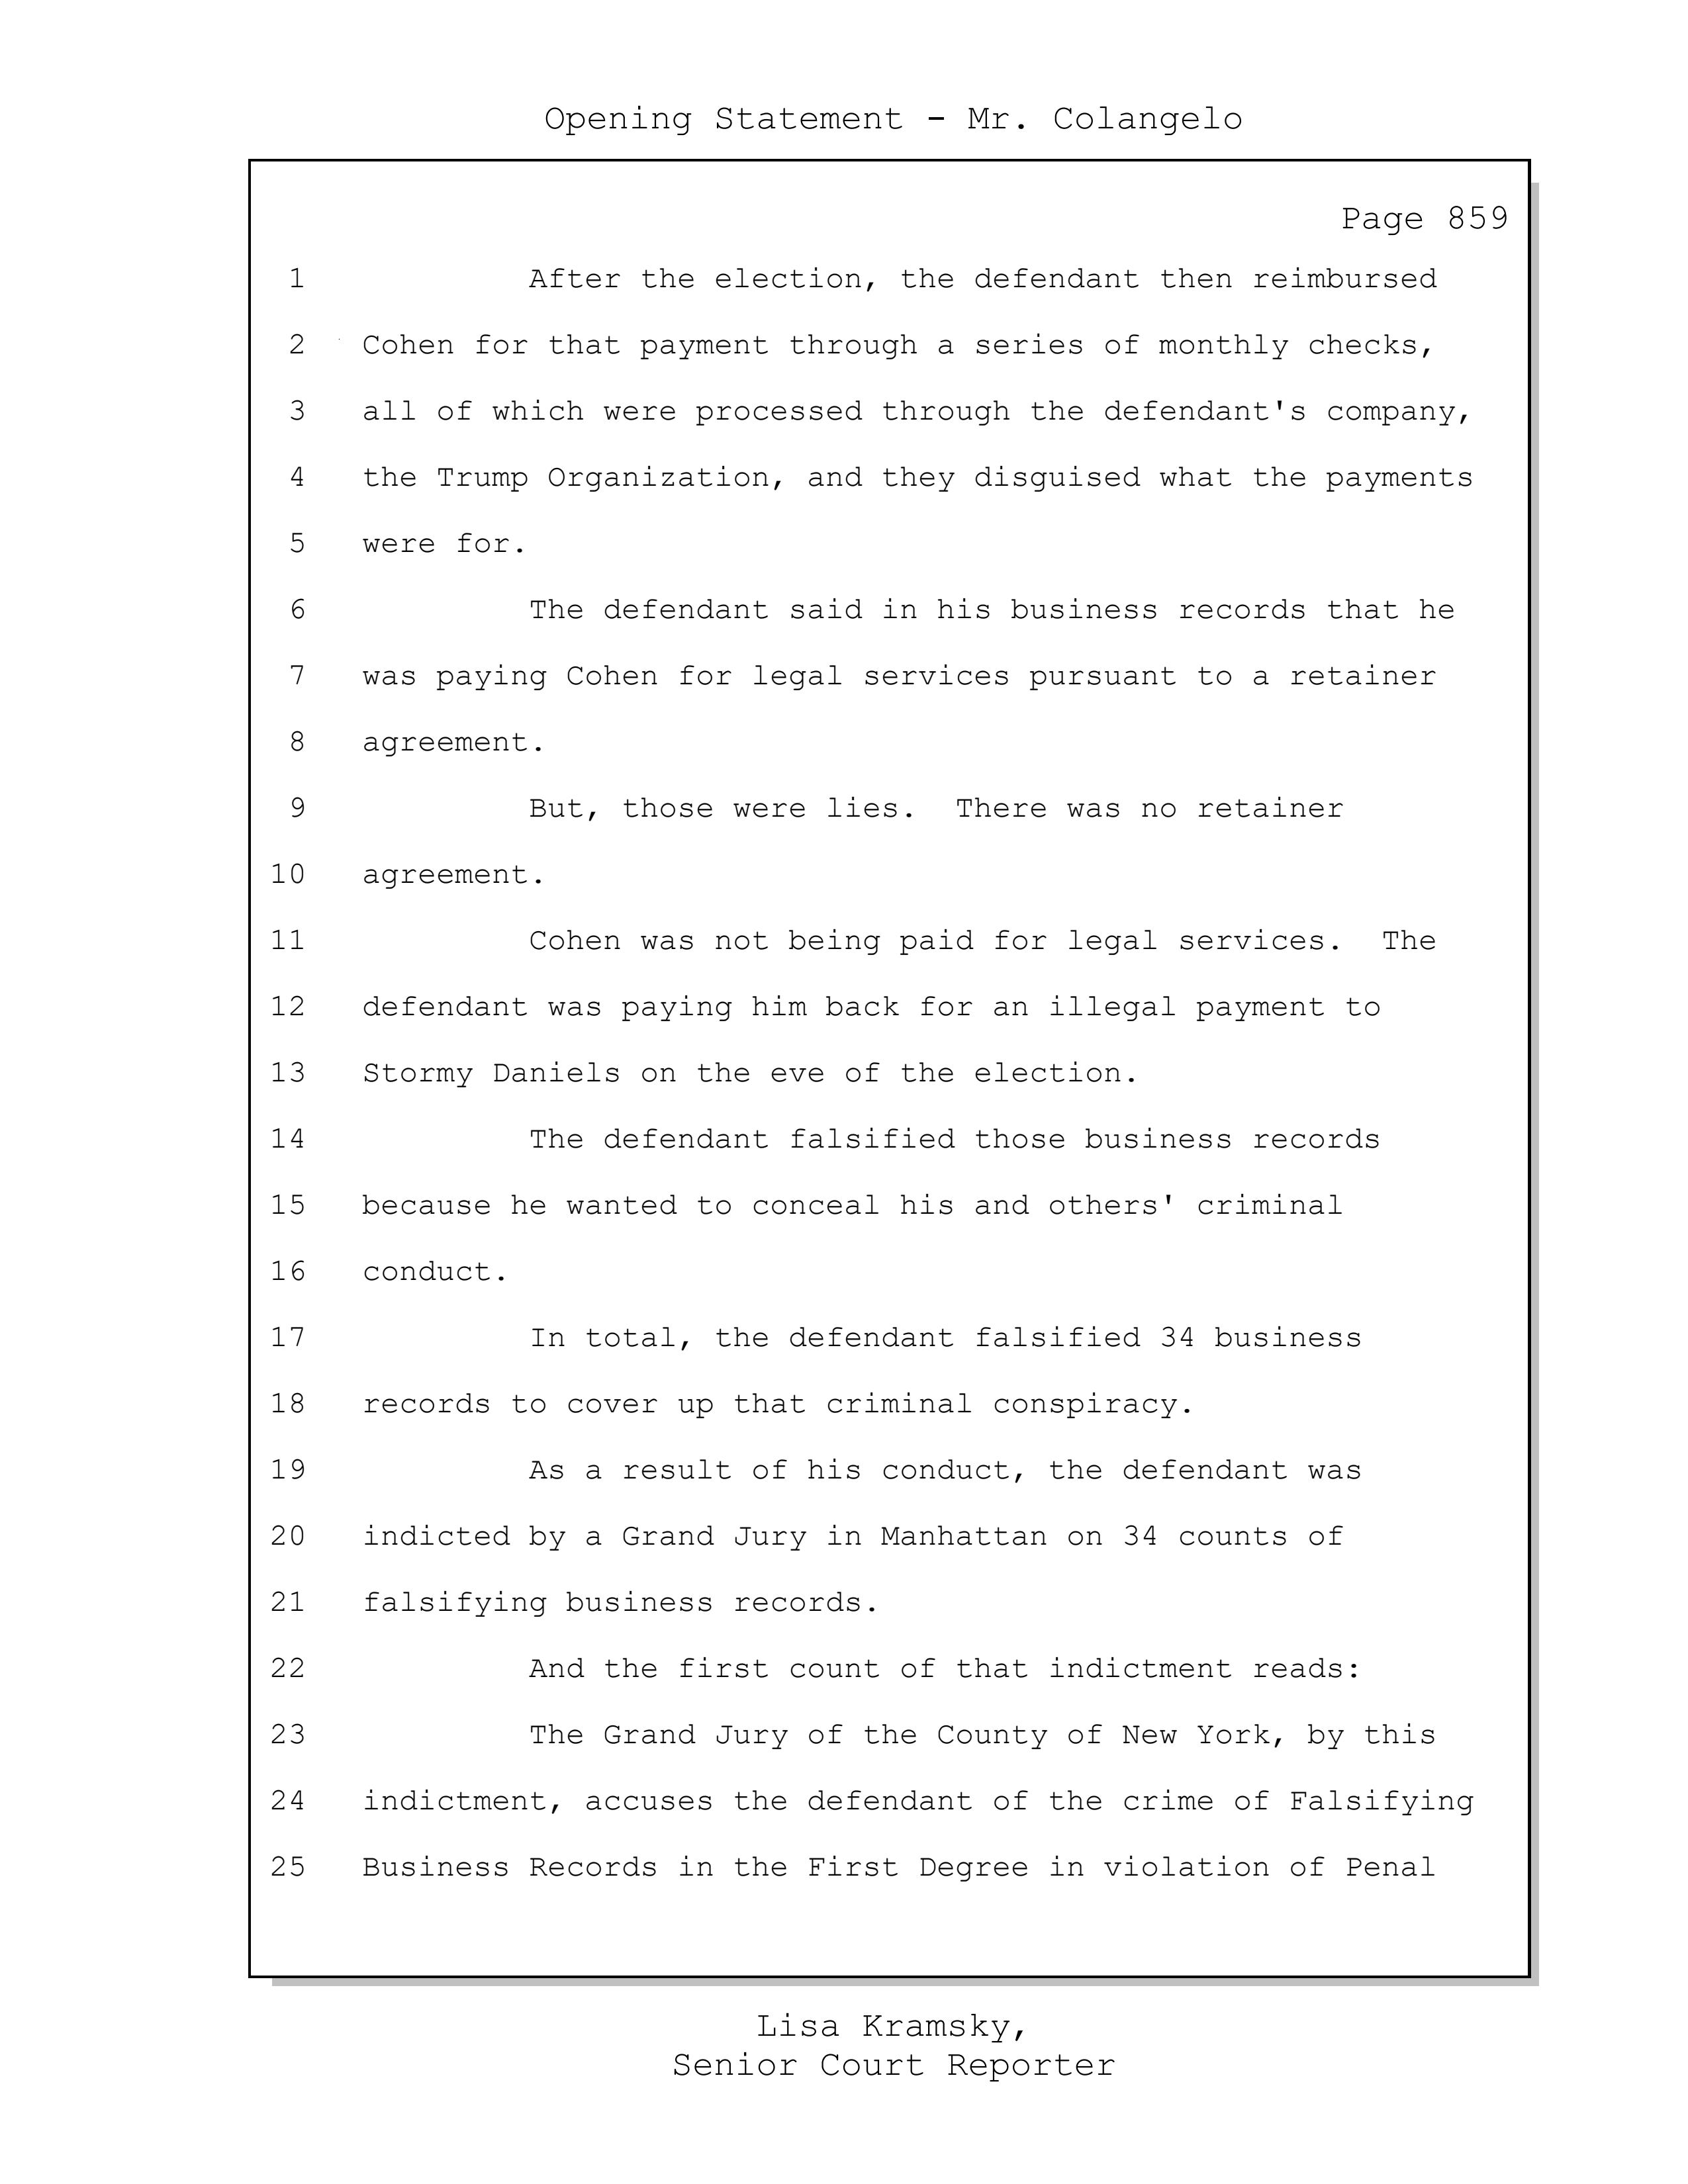 Opening Statement - Mr. Colangelo
Page 859
1 After the election, the defendant then reimbursed
2 Cohen for that payment through a series of monthly checks,
3 all of which were processed through the defendant's company,
4 the Trump Organization, and they disguised what the payments
5 were for.
6 The defendant said in his business records that he
7 was paying Cohen for legal services pursuant to a retainer
8 agreement.
9 But, those were lies.  There was no retainer
10 agreement.
11 Cohen was not being paid for legal services.  The
12 defendant was paying him back for an illegal payment to
13 Stormy Daniels on the eve of the election.
14 The defendant falsified those business records
15 because he wanted to conceal his and others' criminal
16 conduct.
17 In total, the defendant falsified 34 business
18 records to cover up that criminal conspiracy.
19 As a result of his conduct, the defendant was
20 indicted by a Grand Jury in Manhattan on 34 counts of
21 falsifying business records.
22 And the first count of that indictment reads:
23 The Grand Jury of the County of New York, by this
24 indictment, accuses the defendant of the crime of Falsifying
25 Business Records in the First Degree in violation of Penal
Lisa Kramsky,
Senior Court Reporter